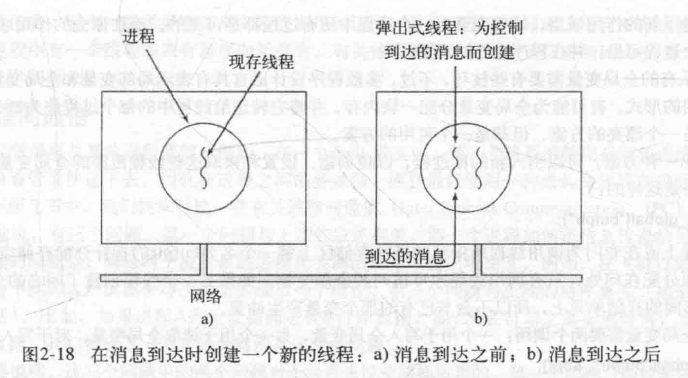 进程
现存线程
弹出式线程：为控制
到达的消息而创建
到达的消息
网络
a)
b)
图2-18 在消息到达时创建一个新的线程：a) 消息到达之前；b) 消息到达之后